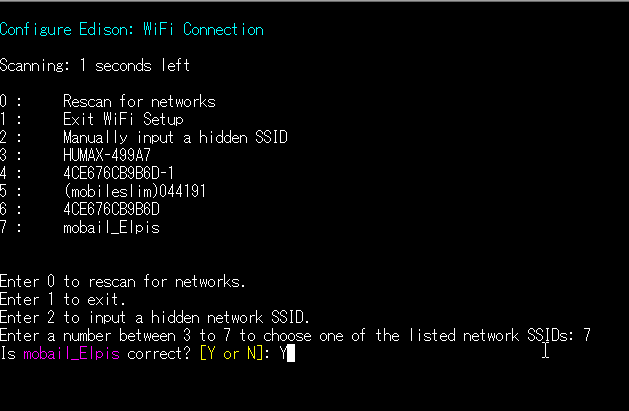 Configure Edison: WiFi Connection
Scanning: 1 seconds left
0 : Rescan for networks
1 : Exit WiFi Setup
2 : Manually input a hidden SSID
3 : HUMAX-499A7
4 : 4CE676CB9B6D-1
5 : (mobileslim)044191
6 : 4CE676CB9B6D
7 : mobail_Elpis
Enter 0 to rescan for networks.
Enter 1 to exit.
Enter 2 to input a hidden network SSID.
Enter a number between 3 to 7 to choose one of the listed network SSIDs: 7
Is mobail_Elpis correct? [Y or N]: Y